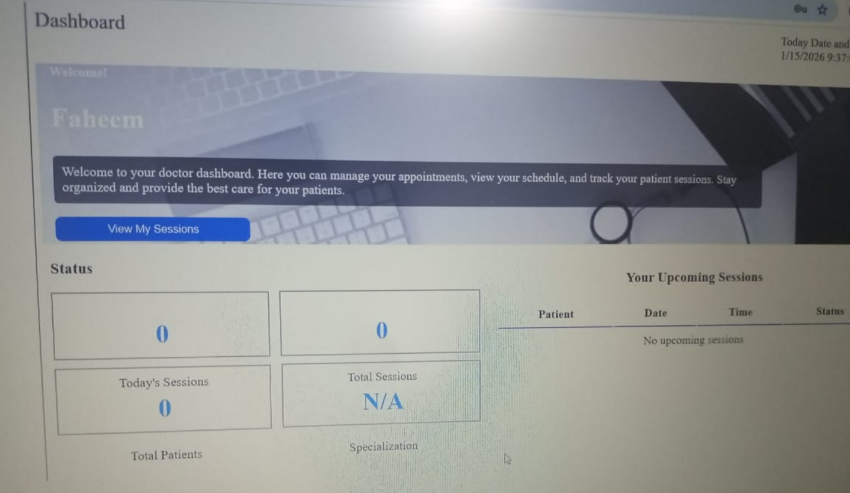 Dashboard
Today Date and
1/15/2026 9:37:
Welcome!
Faheem
Welcome to your doctor dashboard. Here you can manage your appointments, view your schedule, and track your patient sessions. Stay
organized and provide the best care for your patients.
View My Sessions
Status
0
0
Today's Sessions
Total Sessions
0
N/A
Total Patients
Specialization
Your Upcoming Sessions
Patient Date Time Status
No upcoming sessions